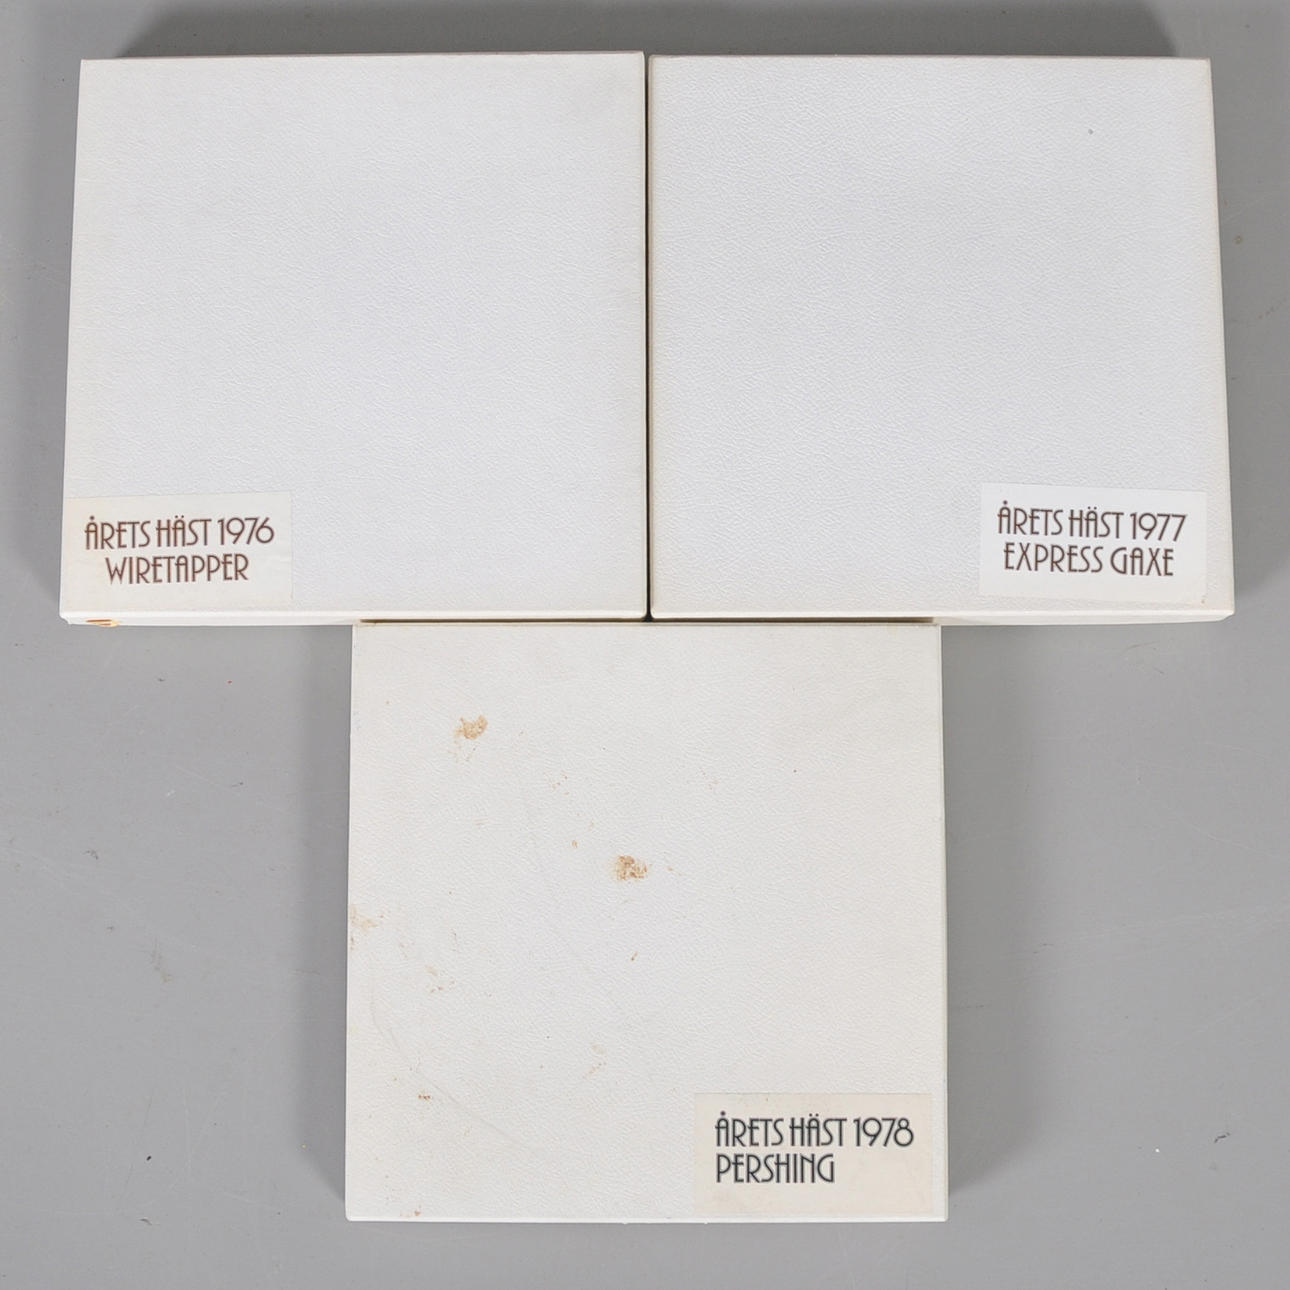 ÅRETS HÄST 1976
WIRETAPPER
ÅRETS HÄST 1977
EXPRESS GAXE
ÅRETS HÄST 1978
PERSHING